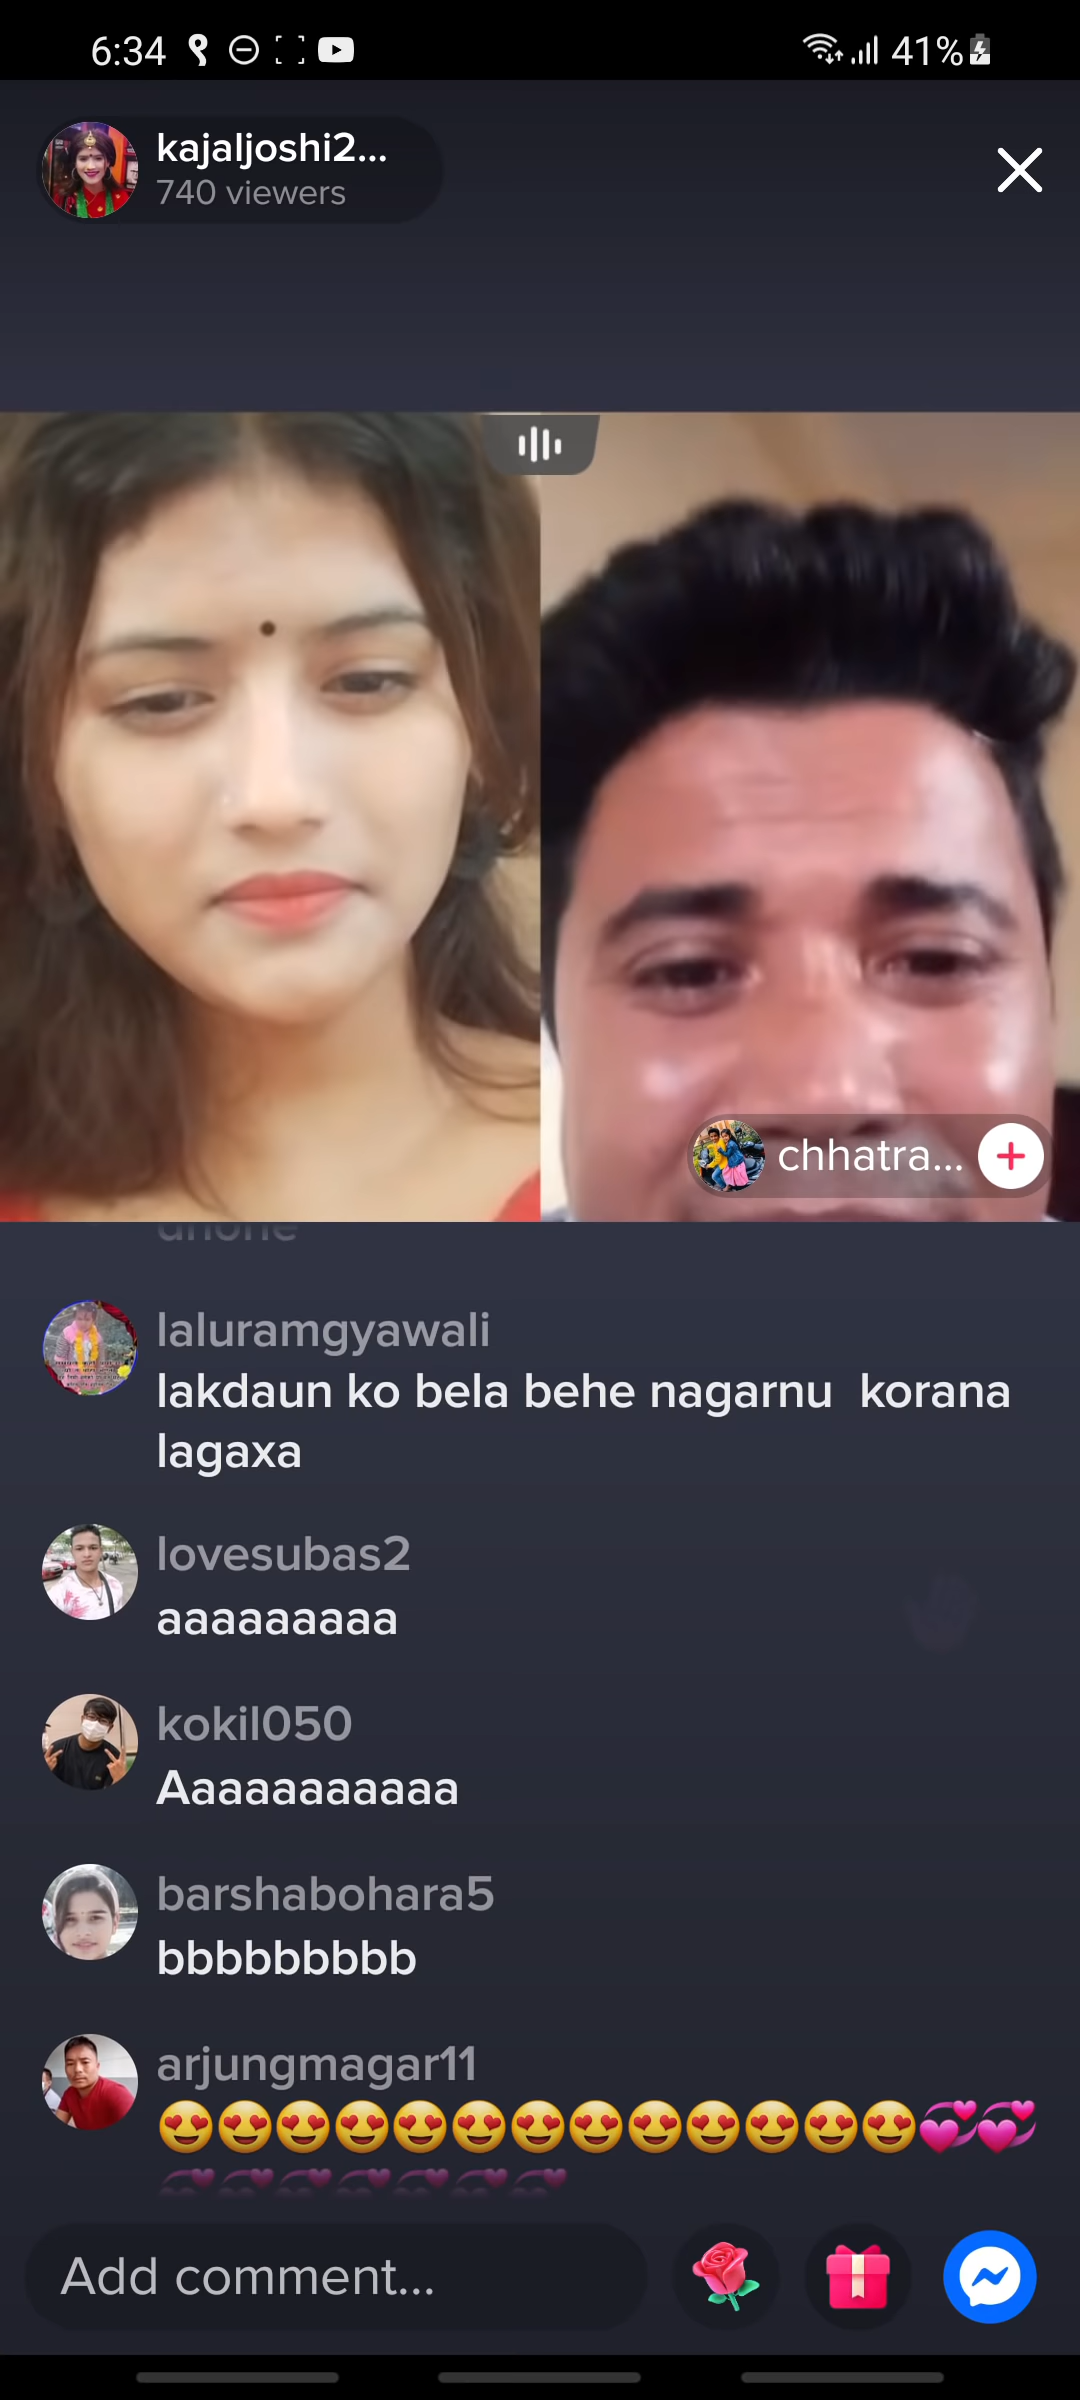 6:34
41%
kajaljoshi2...
740 viewers
chhatra...
laluramgyawali
lakdaun ko bela behe nagarnu korana
lagaxa
lovesubas2
aaaaaaaaa
kokil050
Aaaaaaaaaaa
barshabohara5
bbbbbbbbb
arjungmagar11
😍😍😍😍😍😍😍😍😍😍😍😍😍💞💞
💞💞💞💞💞💞💞
Add comment...